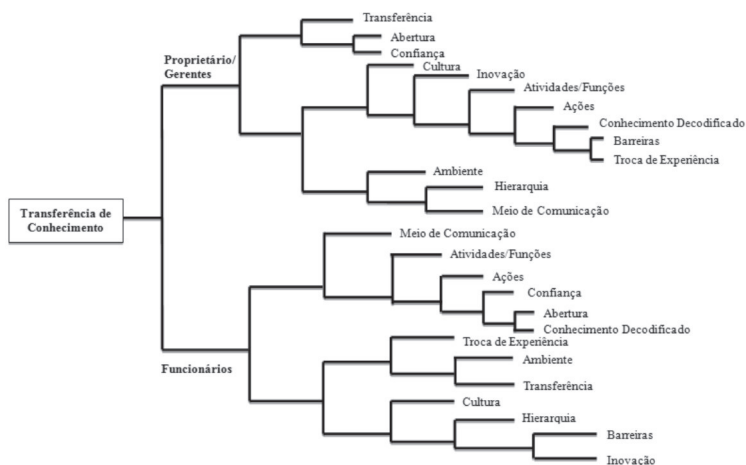 Transferência
Abertura
Confiança
Proprietário/
Gerentes
Cultura
Inovação
Atividades/Funções
Ações
Conhecimento Decodificado
Barreiras
Troca de Experiência
Ambiente
Hierarquia
Meio de Comunicação
Transferência de
Conhecimento
Meio de Comunicação
Atividades/Funções
Ações
Confiança
Abertura
Conhecimento Decodificado
Troca de Experiência
Ambiente
Funcionários
Transferência
Cultura
Hierarquia
Barreiras
Inovação